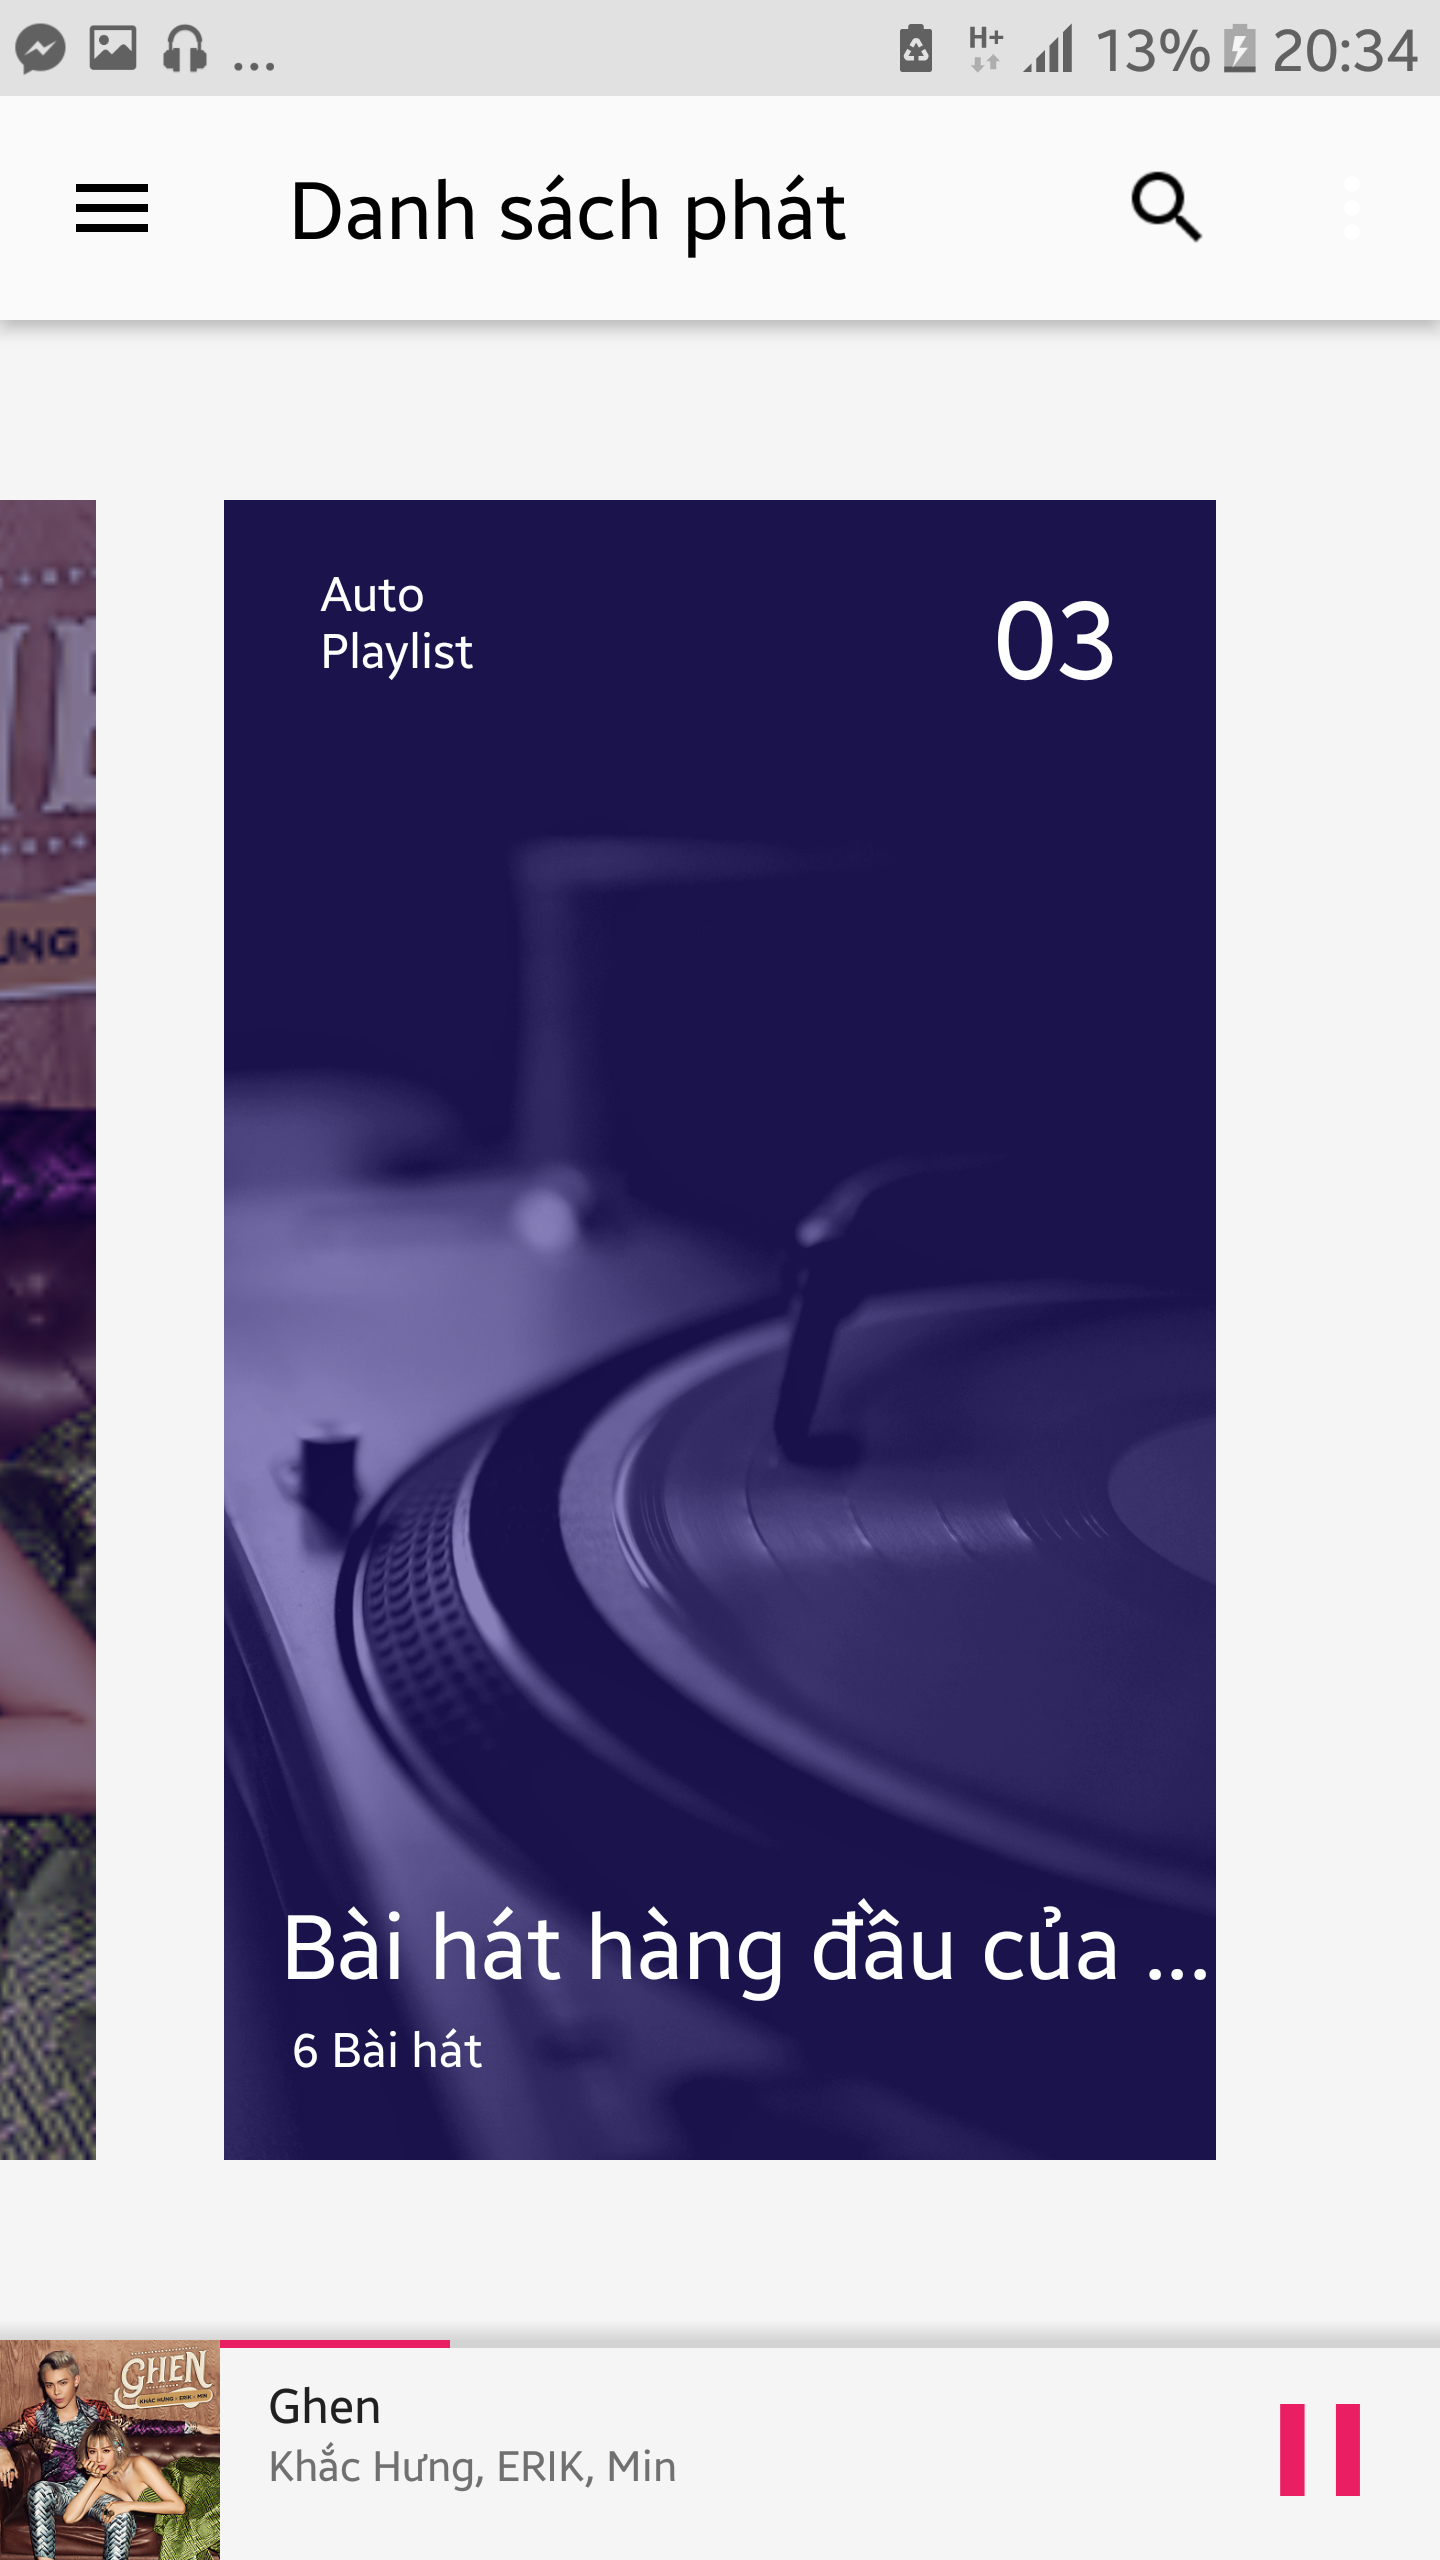 ... H+ 13% 20:34
Danh sách phát
UNG
Auto
Playlist
03
Bài hát hàng đầu của ...
6 Bài hát
GHEN
KHẮC HƯNG • ERIK • MIN
Ghen
Khắc Hưng, ERIK, Min